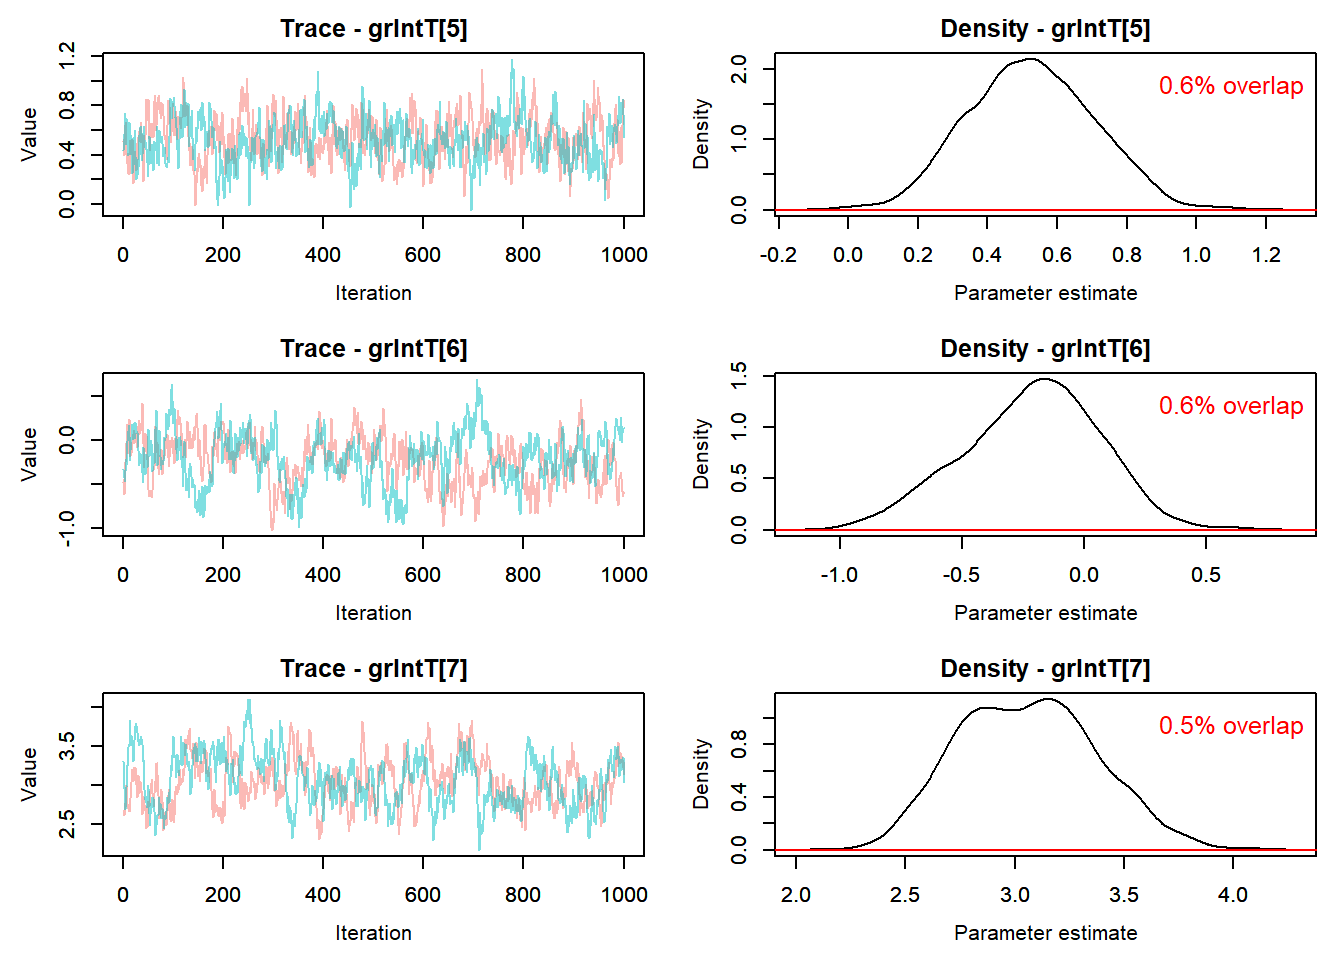 Trace - grIntT[5]
Value
0.0 0.4 0.8 1.2
0 200 400 600 800 1000
Iteration
Density - grIntT[5]
0.6% overlap
Density
0.0 1.0 2.0
-0.2 0.0 0.2 0.4 0.6 0.8 1.0 1.2
Parameter estimate
Trace - grIntT[6]
Value
-1.0 0.0
0 200 400 600 800 1000
Iteration
Density - grIntT[6]
0.6% overlap
Density
0.0 0.5 1.0 1.5
-1.0 -0.5 0.0 0.5
Parameter estimate
Trace - grIntT[7]
Value
2.5 3.5
0 200 400 600 800 1000
Iteration
Density - grIntT[7]
0.5% overlap
Density
0.0 0.4 0.8
2.0 2.5 3.0 3.5 4.0
Parameter estimate